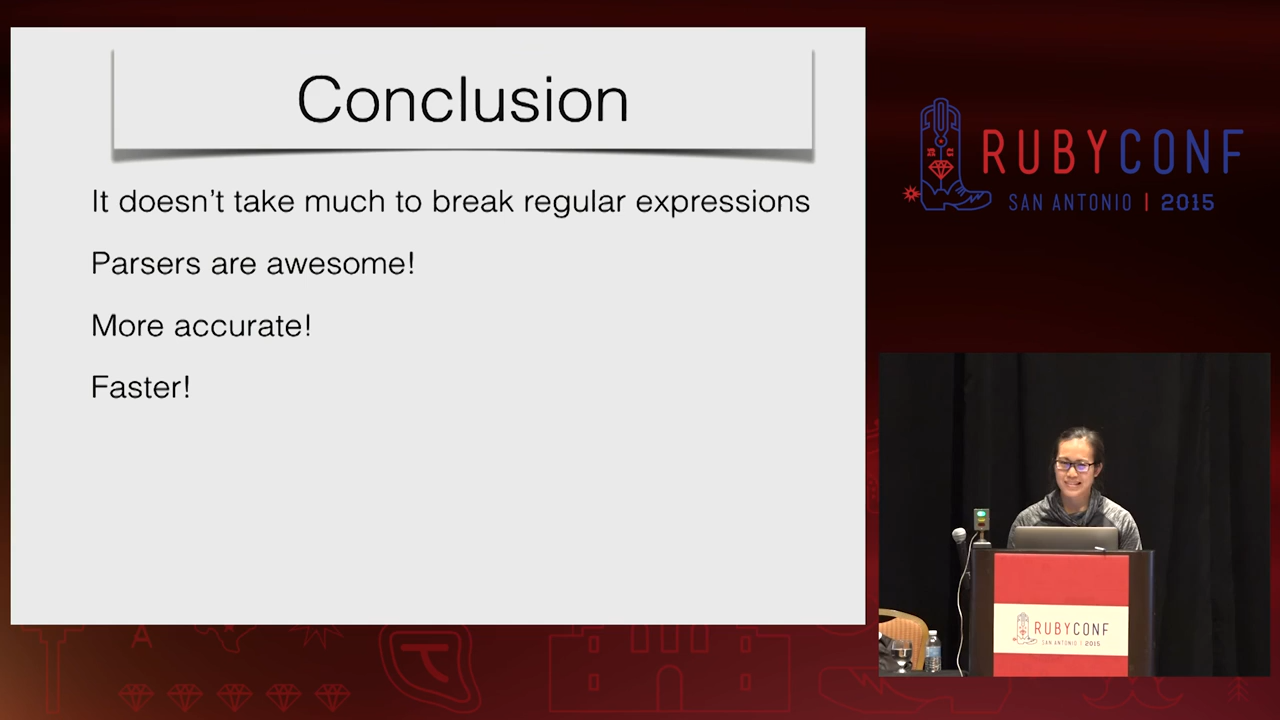 Conclusion
It doesn't take much to break regular expressions
Parsers are awesome!
More accurate!
Faster!
RUBYCONF
SAN ANTONIO | 2015
RUBYCONF
SAN ANTONIO | 2015